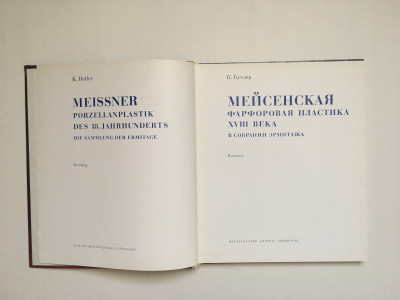 K. Butler
MEISSNER
PORZELLANPLASTIK
DES 18. JAHRHUNDERTS
DIE SAMMLUNG DER ERMITAGE
Katalog
К. Бутлер
МЕЙСЕНСКАЯ
ФАРФОРОВАЯ ПЛАСТИКА
XVIII ВЕКА
В СОБРАНИИ ЭРМИТАЖА
Каталог